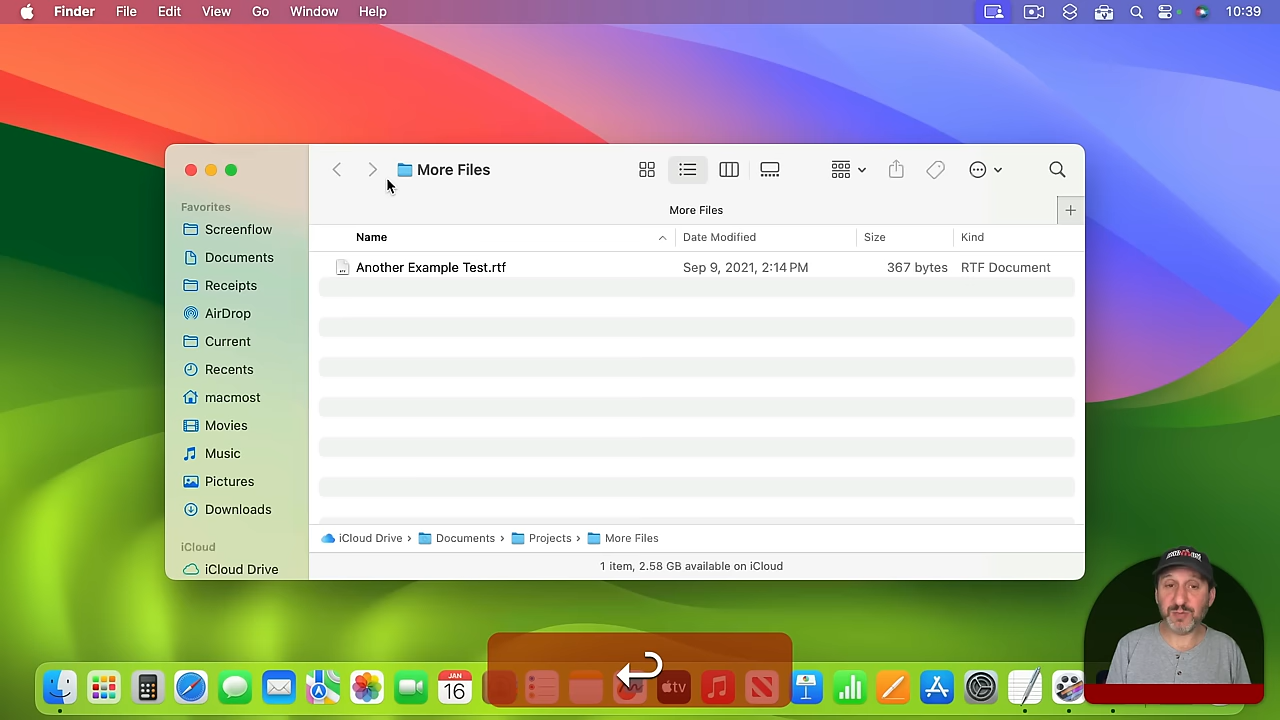 Finder File Edit View Go Window Help 10:39
More Files
Favorites
Screenflow
Documents
Receipts
AirDrop
Current
Recents
macmost
Movies
Music
Pictures
Downloads
iCloud
iCloud Drive
More Files
Name Date Modified Size Kind
Another Example Test.rtf Sep 9, 2021, 2:14 PM 367 bytes RTF Document
iCloud Drive › Documents › Projects › More Files
1 item, 2.58 GB available on iCloud
JAN
16
tv